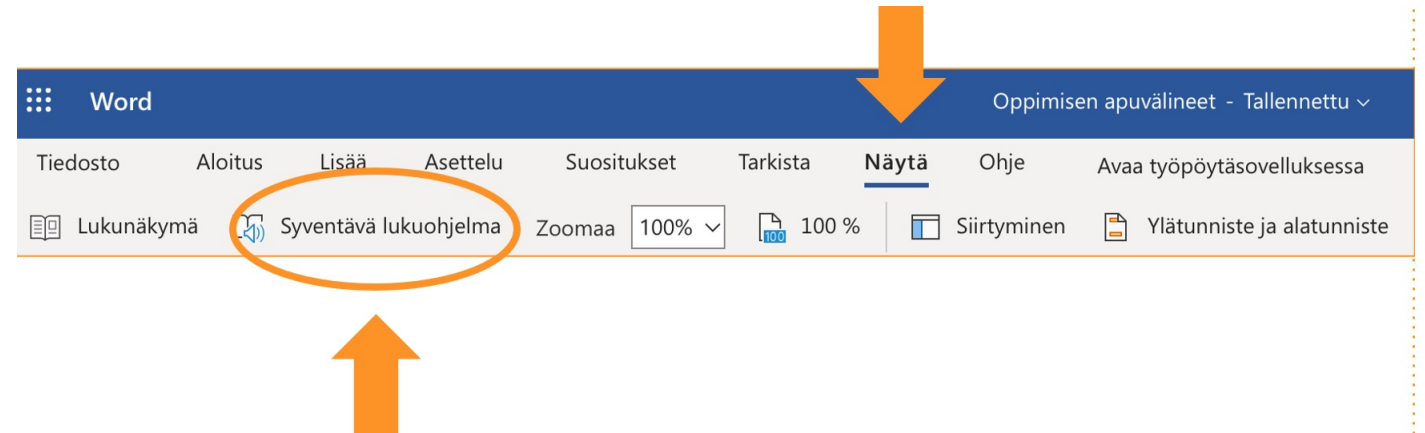 Word Oppimisen apuvälineet - Tallennettu
Tiedosto Aloitus Lisää Asettelu Suositukset Tarkista Näytä Ohje Avaa työpöytäsovelluksessa
Lukunäkymä Syventävä lukuohjelma Zoomaa 100% 100 100 % Siirtyminen Ylätunniste ja alatunniste